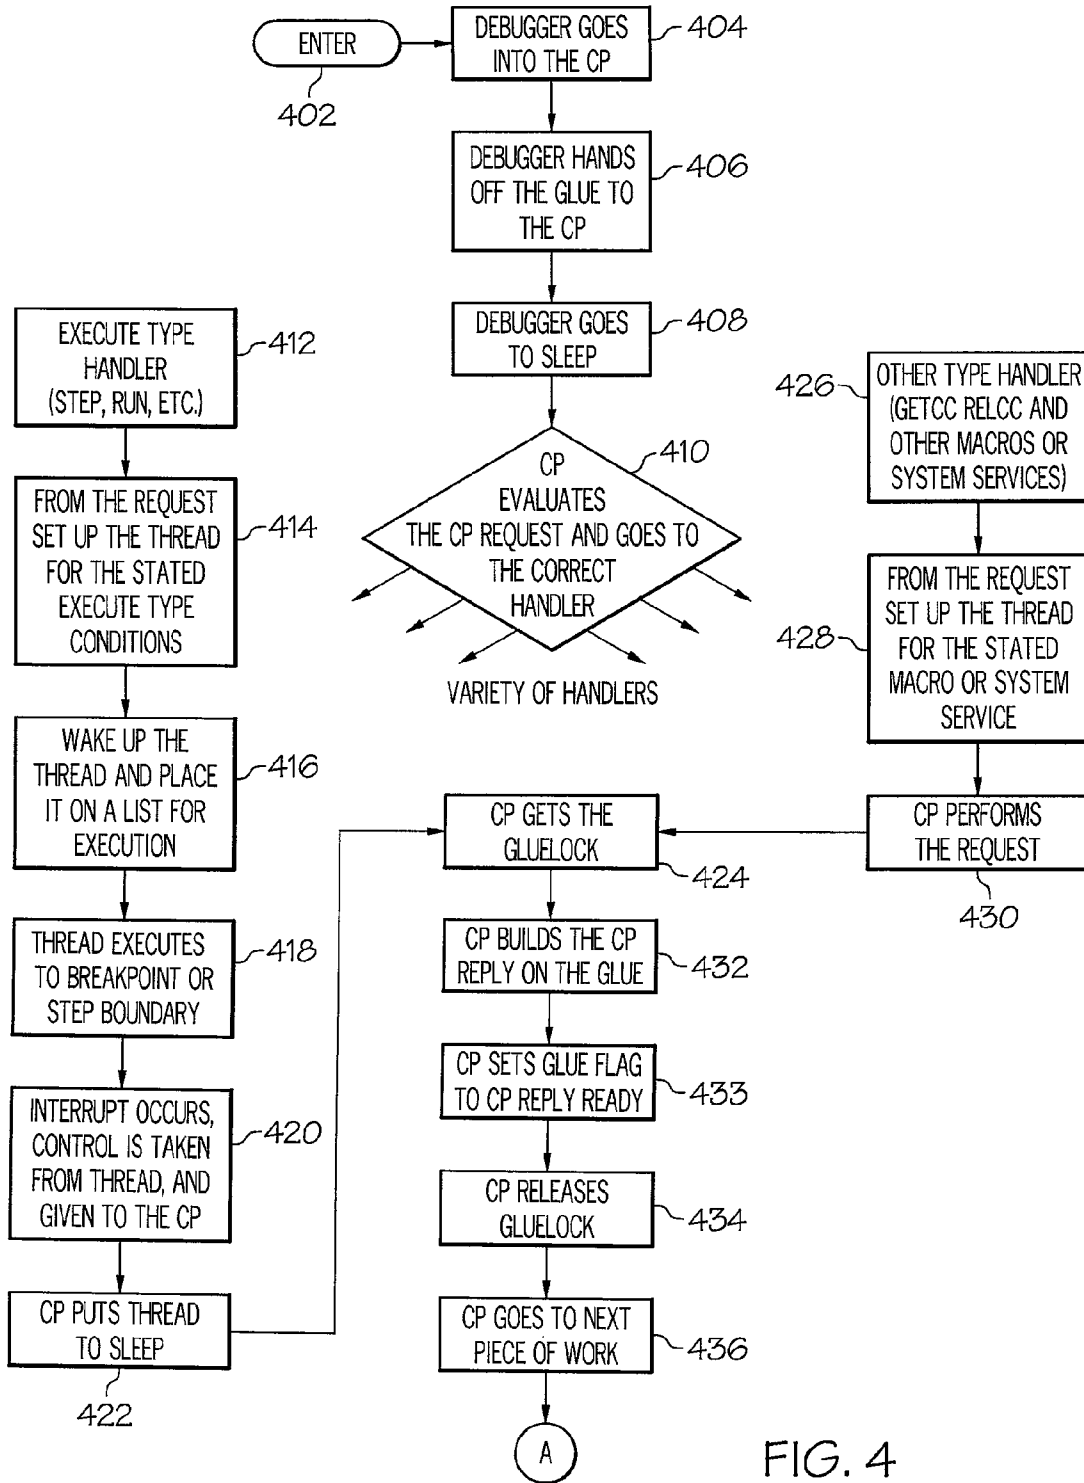 ENTER
402
DEBUGGER GOES
INTO THE CP
404
DEBUGGER HANDS
OFF THE GLUE TO
THE CP
406
DEBUGGER GOES
TO SLEEP
408
CP
EVALUATES
THE CP REQUEST AND GOES TO
THE CORRECT
HANDLER
410
VARIETY OF HANDLERS
EXECUTE TYPE
HANDLER
(STEP, RUN, ETC.)
412
FROM THE REQUEST
SET UP THE THREAD
FOR THE STATED
EXECUTE TYPE
CONDITIONS
414
WAKE UP THE
THREAD AND PLACE
IT ON A LIST FOR
EXECUTION
416
THREAD EXECUTES
TO BREAKPOINT OR
STEP BOUNDARY
418
INTERRUPT OCCURS,
CONTROL IS TAKEN
FROM THREAD, AND
GIVEN TO THE CP
420
CP PUTS THREAD
TO SLEEP
422
426
OTHER TYPE HANDLER
(GETCC RELCC AND
OTHER MACROS OR
SYSTEM SERVICES)
428
FROM THE REQUEST
SET UP THE THREAD
FOR THE STATED
MACRO OR SYSTEM
SERVICE
CP PERFORMS
THE REQUEST
430
CP GETS THE
GLUELOCK
424
CP BUILDS THE CP
REPLY ON THE GLUE
432
CP SETS GLUE FLAG
TO CP REPLY READY
433
CP RELEASES
GLUELOCK
434
CP GOES TO NEXT
PIECE OF WORK
436
A
FIG. 4